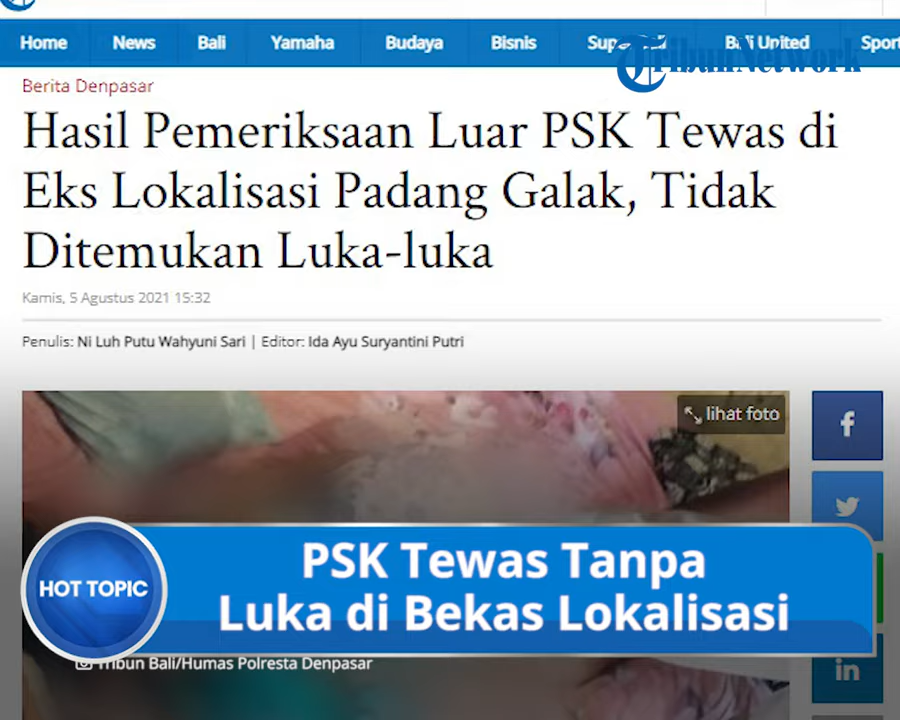 Home News Bali Yamaha Budaya Bisnis Bali United Sport
TribunNetwork
Berita Denpasar
Hasil Pemeriksaan Luar PSK Tewas di
Eks Lokalisasi Padang Galak, Tidak
Ditemukan Luka-luka
Kamis, 5 Agustus 2021 15:32
Penulis: Ni Luh Putu Wahyuni Sari | Editor: Ida Ayu Suryantini Putri
lihat foto
f
HOT TOPIC
PSK Tewas Tanpa
Luka di Bekas Lokalisasi
Tribun Bali/Humas Polresta Denpasar
in